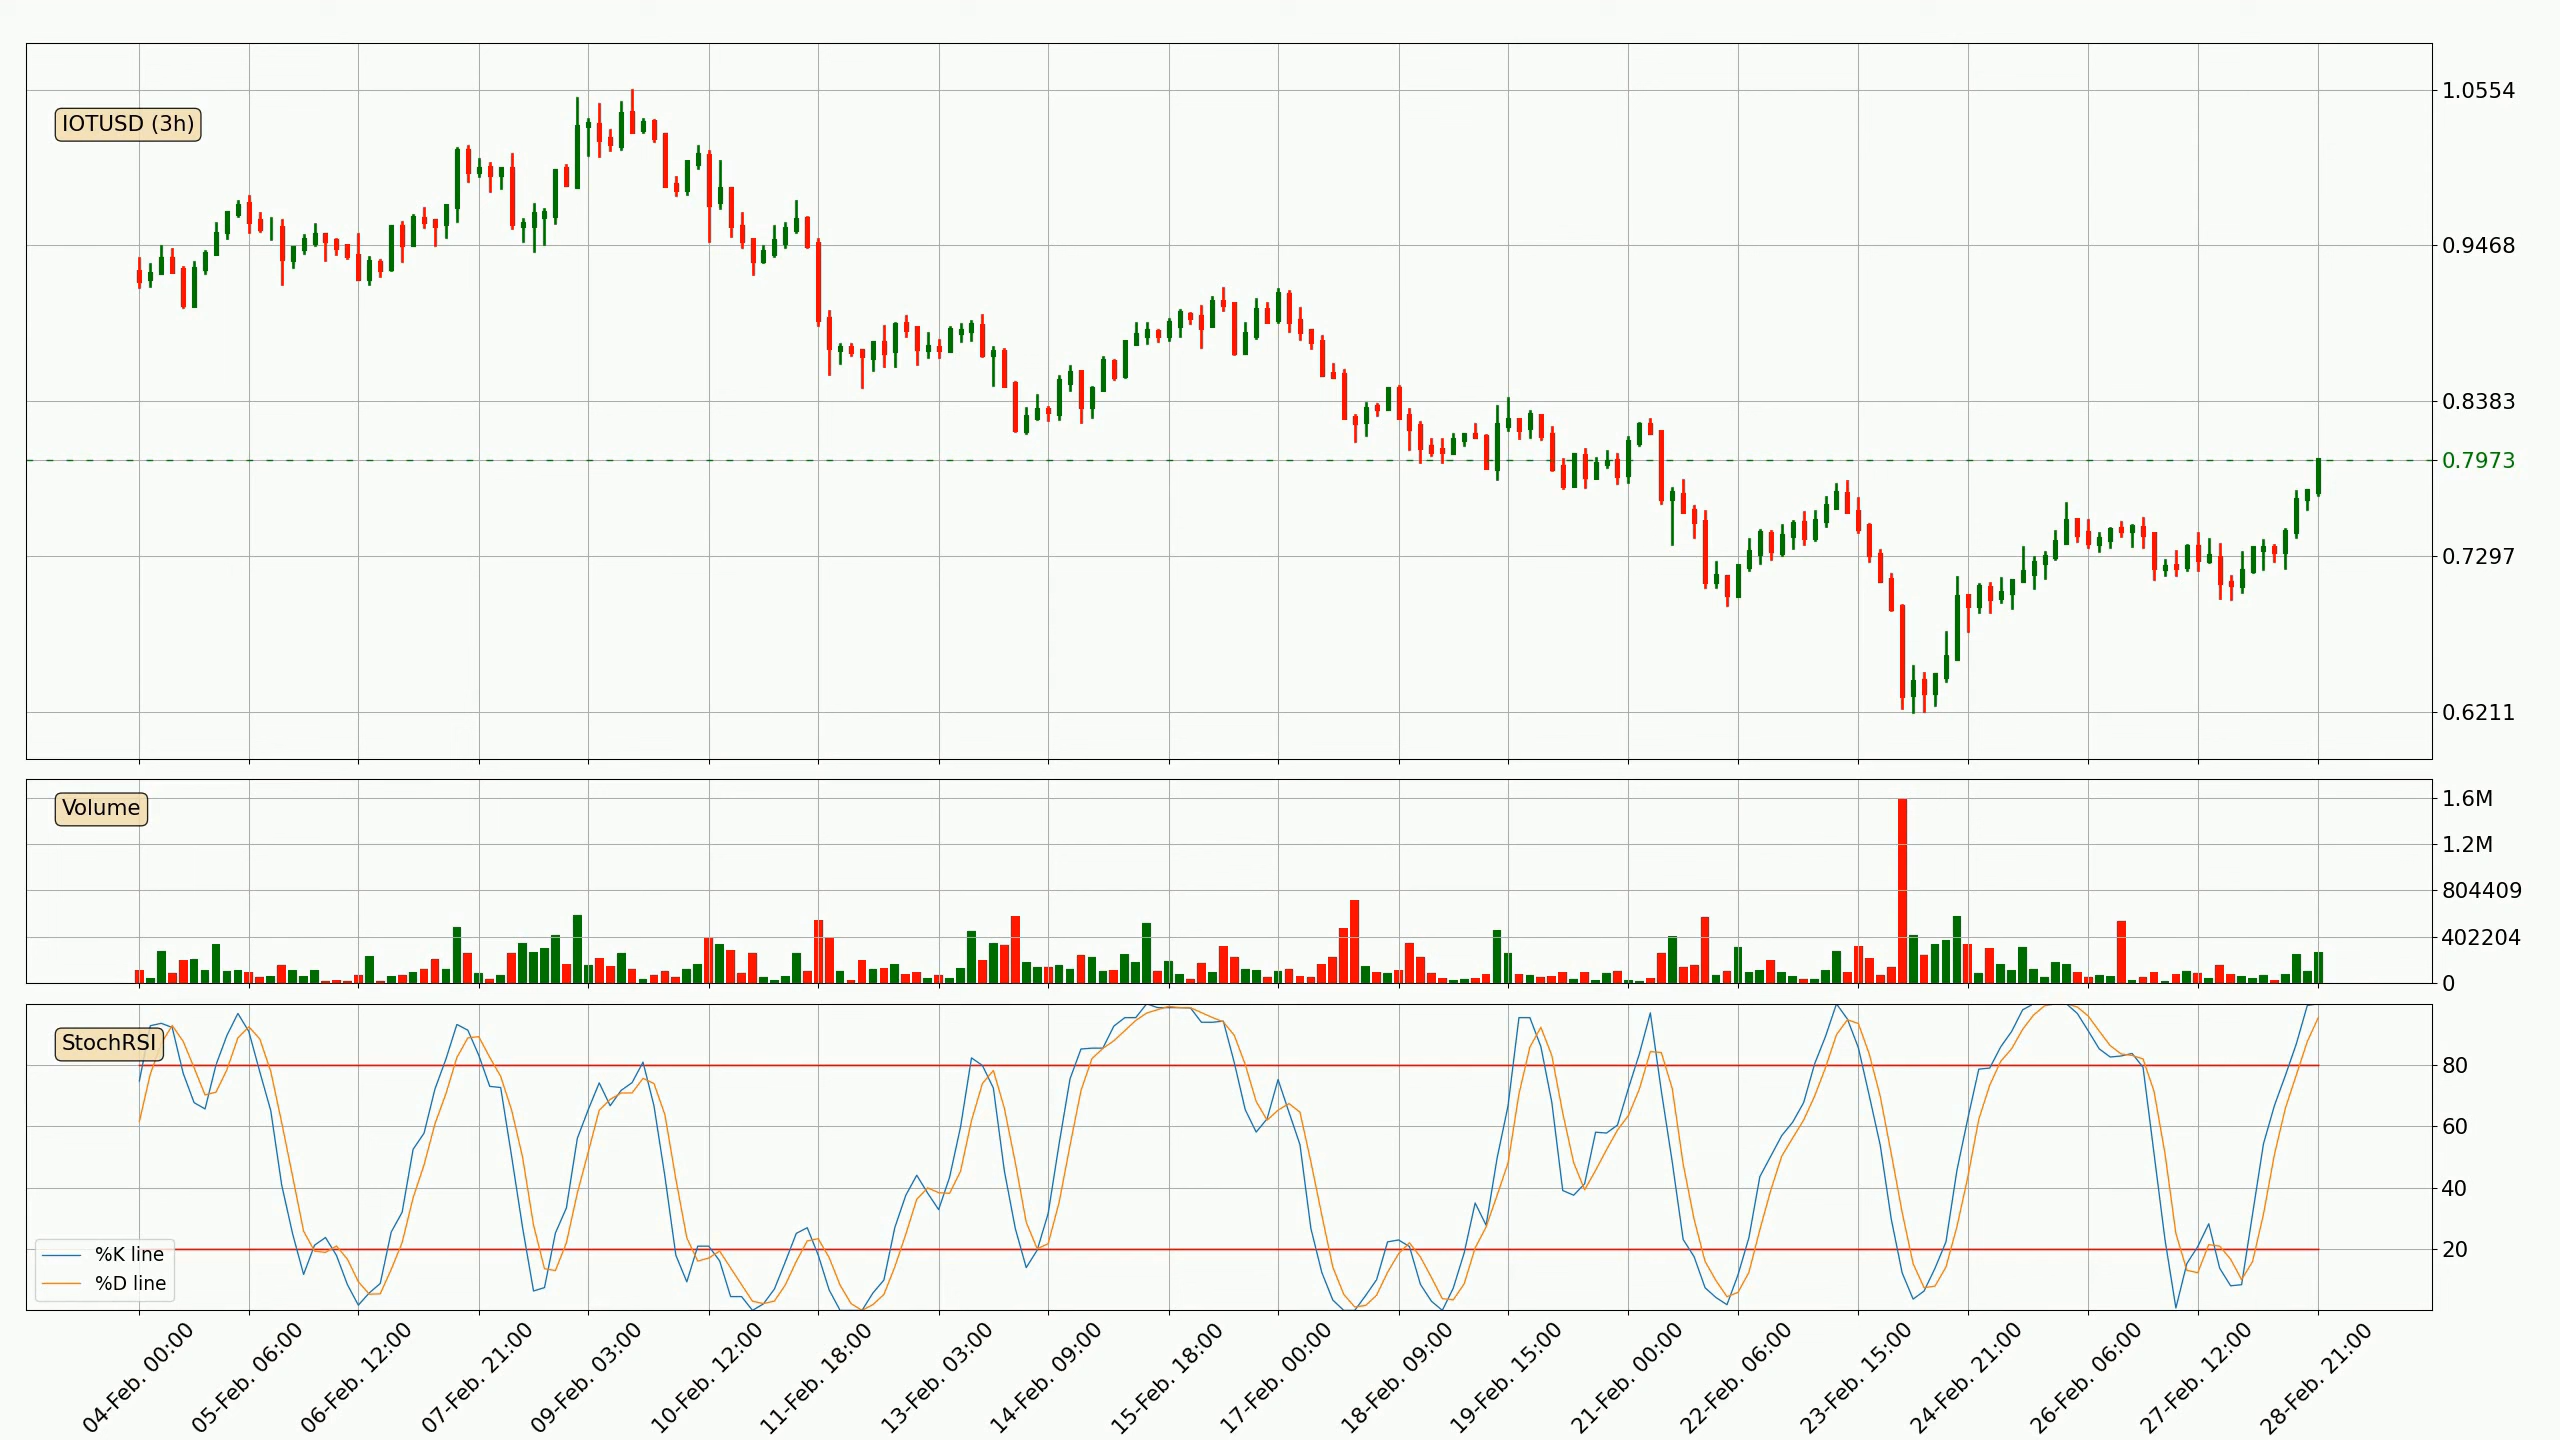 IOTUSD (3h)
1.0554
0.9468
0.8383
0.7973
0.7297
0.6211
Volume
1.6M
1.2M
804409
402204
0
StochRSI
80
60
40
20
%K line
%D line
04-Feb. 00:00
05-Feb. 06:00
06-Feb. 12:00
07-Feb. 21:00
09-Feb. 03:00
10-Feb. 12:00
11-Feb. 18:00
13-Feb. 03:00
14-Feb. 09:00
15-Feb. 18:00
17-Feb. 00:00
18-Feb. 09:00
19-Feb. 15:00
21-Feb. 00:00
22-Feb. 06:00
23-Feb. 15:00
24-Feb. 21:00
26-Feb. 06:00
27-Feb. 12:00
28-Feb. 21:00